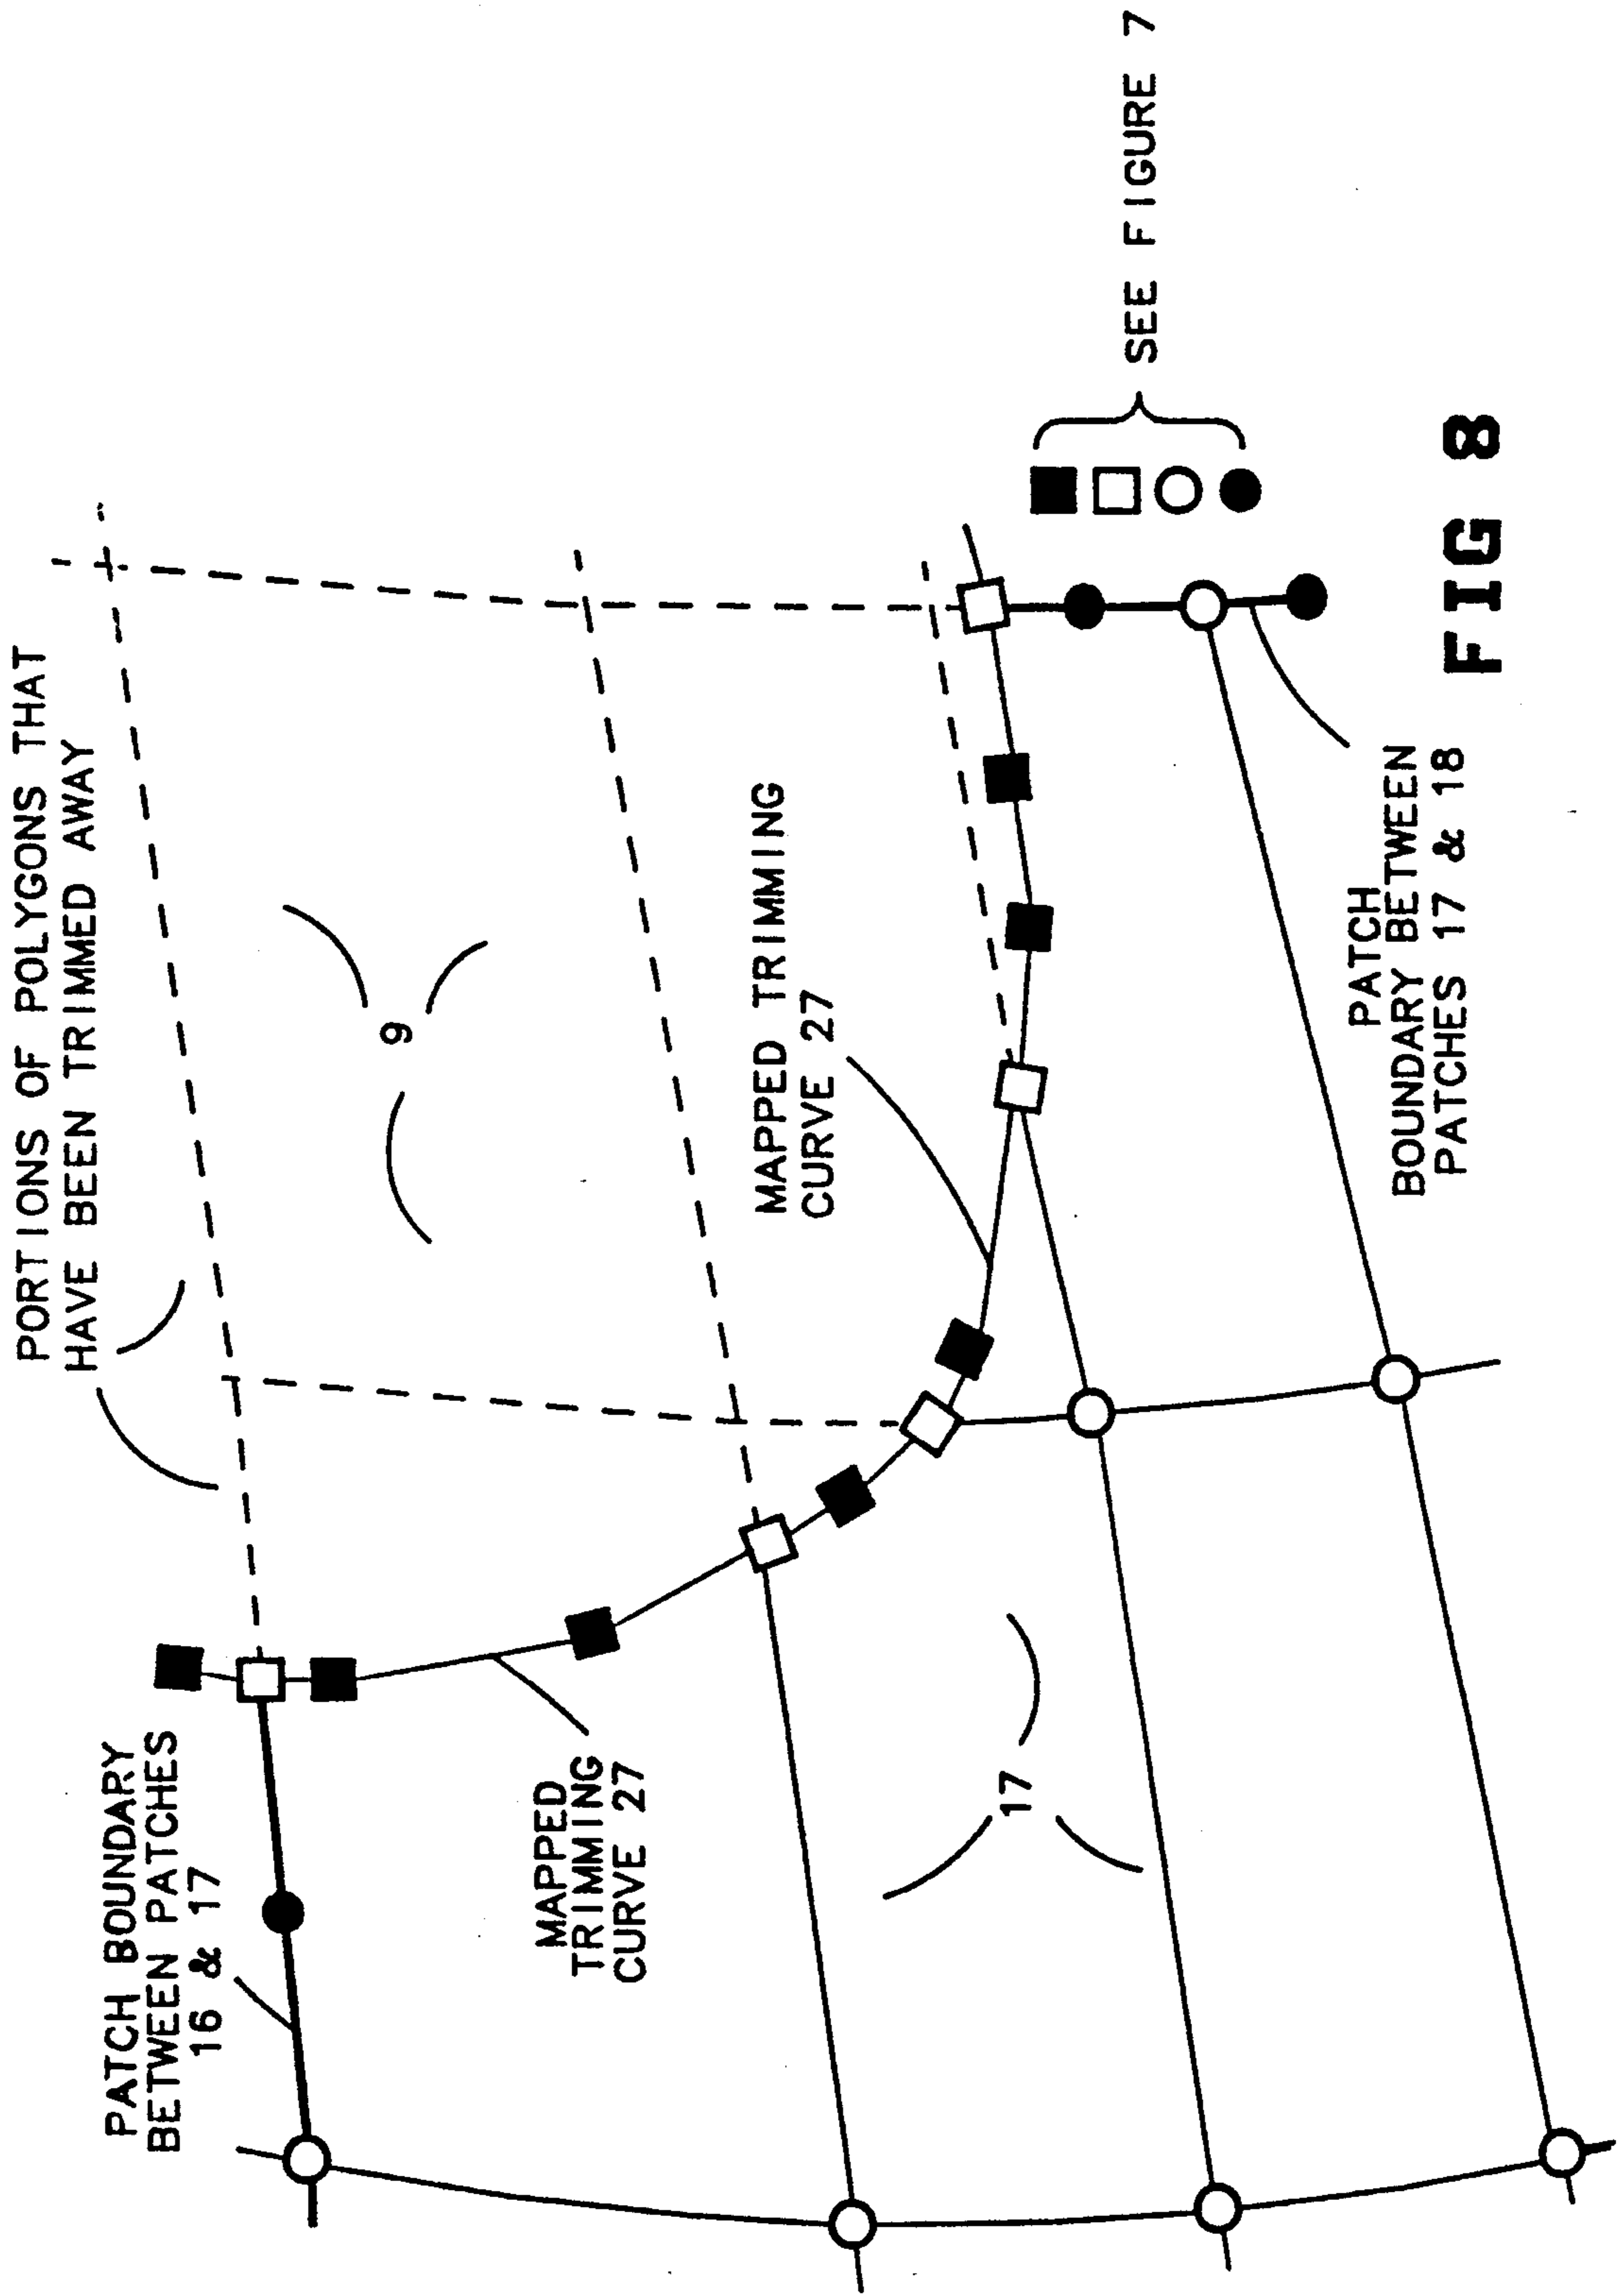 PORTIONS OF POLYGONS THAT
HAVE BEEN TRIMMED AWAY
PATCH BOUNDARY
BETWEEN PATCHES
16 & 17
9
MAPPED
TRIMMING
CURVE 27
MAPPED TRIMMING
CURVE 27
17
SEE FIGURE 7
PATCH
BOUNDARY BETWEEN
PATCHES 17 & 18
FIG 8